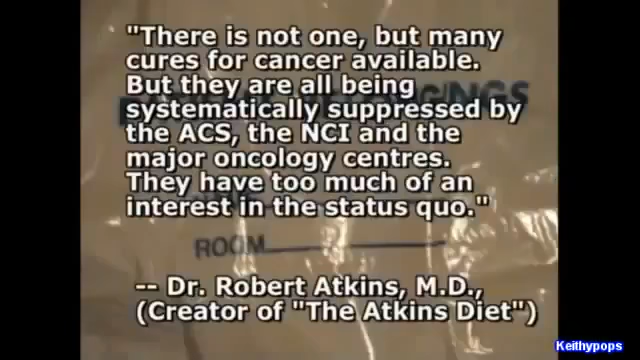 "There is not one, but many
cures for cancer available.
But they are all being
systematically suppressed by
the ACS, the NCI and the
major oncology centres.
They have too much of an
interest in the status quo."
ROOM
-- Dr. Robert Atkins, M.D.,
(Creator of "The Atkins Diet")
Keithypops